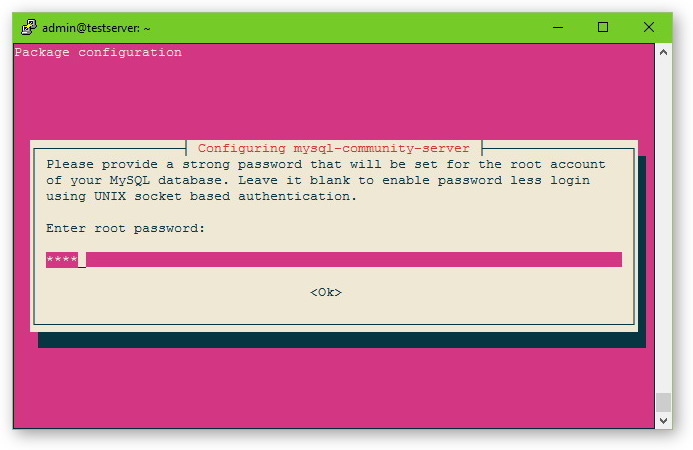 admin@testserver: ~
Package configuration
Configuring mysql-community-server
Please provide a strong password that will be set for the root account
of your MySQL database. Leave it blank to enable password less login
using UNIX socket based authentication.
Enter root password:
****_
<Ok>